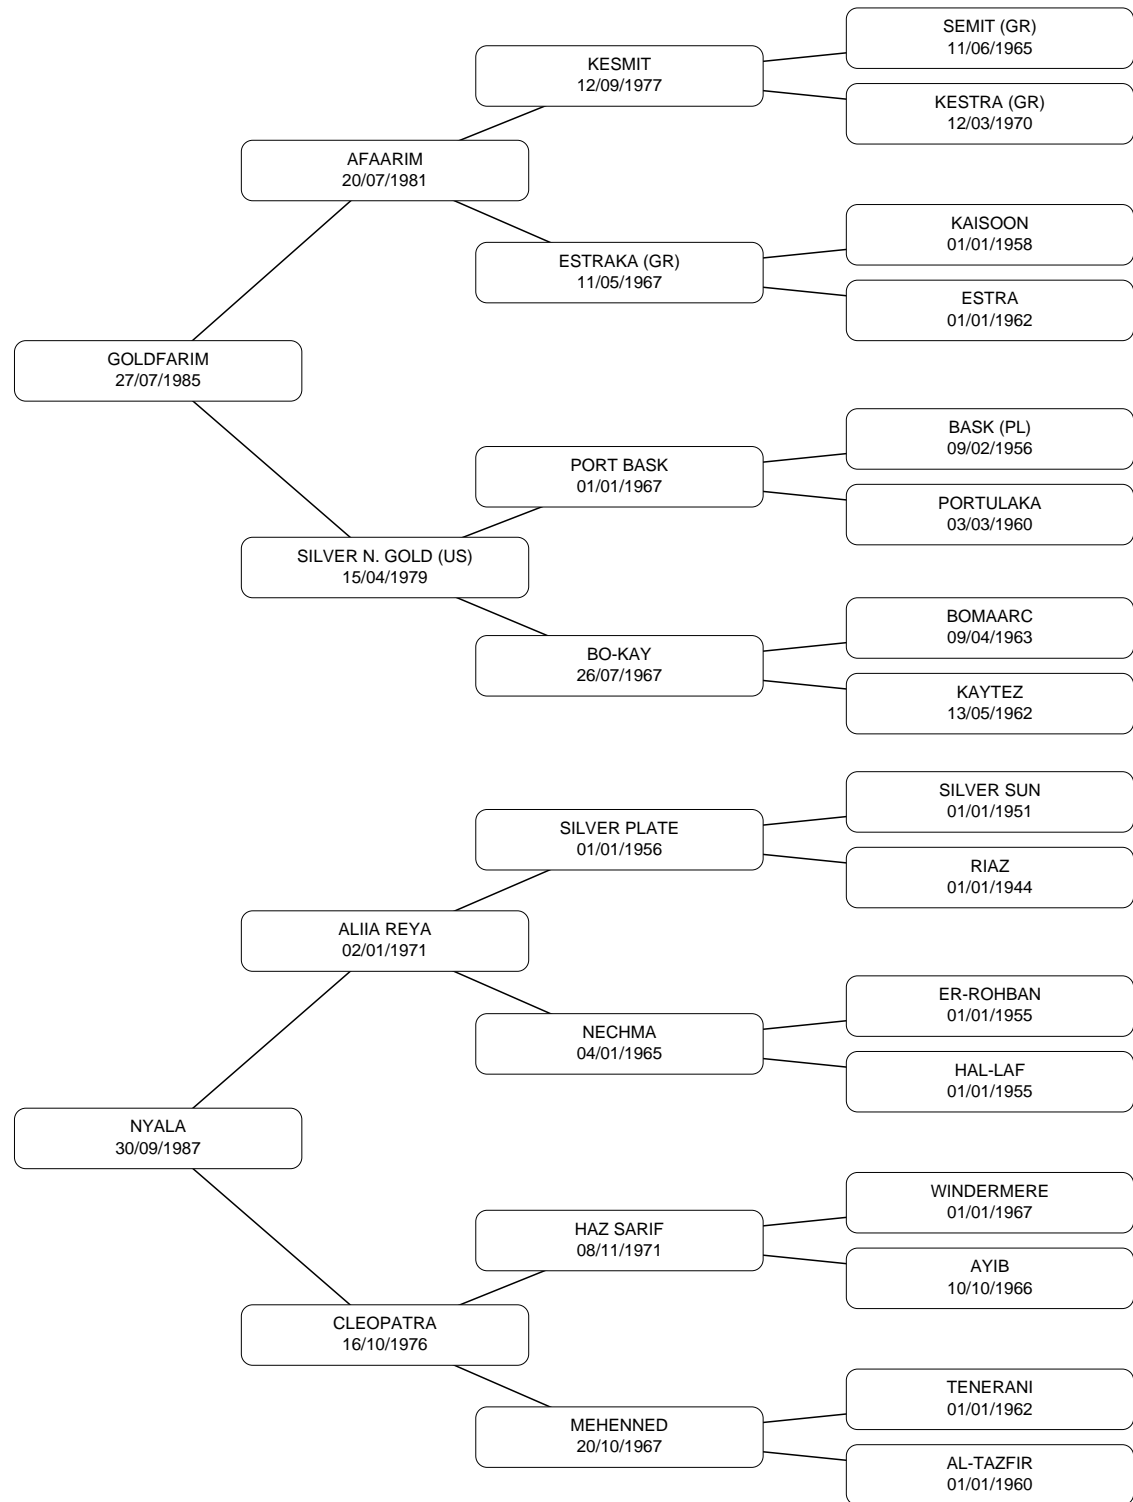 SEMIT (GR)
11/06/1965
KESMIT
12/09/1977
KESTRA (GR)
12/03/1970
AFAARIM
20/07/1981
KAISOON
01/01/1958
ESTRAKA (GR)
11/05/1967
ESTRA
01/01/1962
GOLDFARIM
27/07/1985
BASK (PL)
09/02/1956
PORT BASK
01/01/1967
PORTULAKA
03/03/1960
SILVER N. GOLD (US)
15/04/1979
BOMAARC
09/04/1963
BO-KAY
26/07/1967
KAYTEZ
13/05/1962
SILVER SUN
01/01/1951
SILVER PLATE
01/01/1956
RIAZ
01/01/1944
ALIIA REYA
02/01/1971
ER-ROHBAN
01/01/1955
NECHMA
04/01/1965
HAL-LAF
01/01/1955
NYALA
30/09/1987
WINDERMERE
01/01/1967
HAZ SARIF
08/11/1971
AYIB
10/10/1966
CLEOPATRA
16/10/1976
TENERANI
01/01/1962
MEHENNED
20/10/1967
AL-TAZFIR
01/01/1960